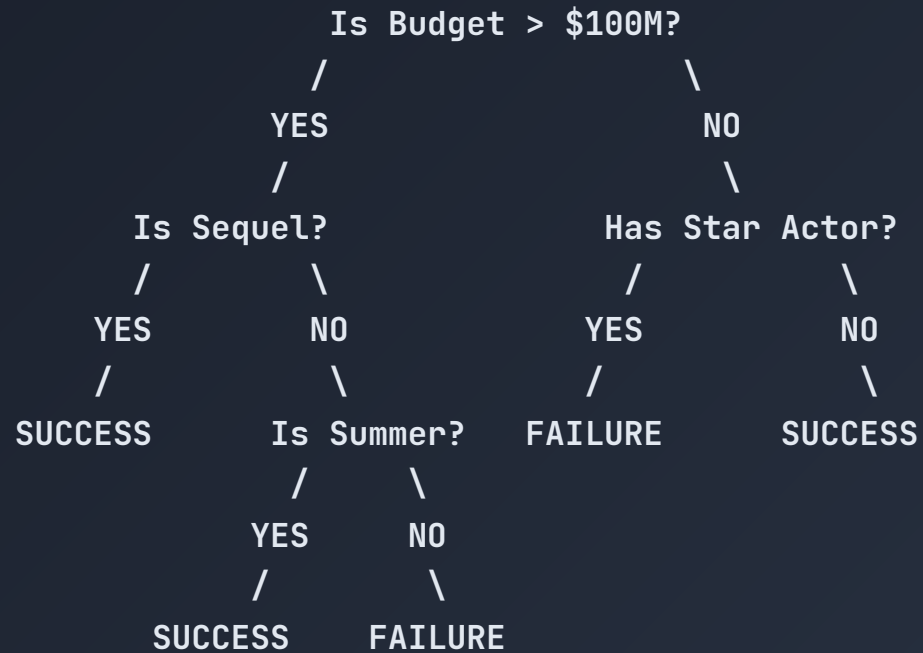 Is Budget > $100M?
/ \
YES NO
/ \
Is Sequel? Has Star Actor?
/ \ / \
YES NO YES NO
/ \ / \
SUCCESS Is Summer? FAILURE SUCCESS
/ \
YES NO
/ \
SUCCESS FAILURE